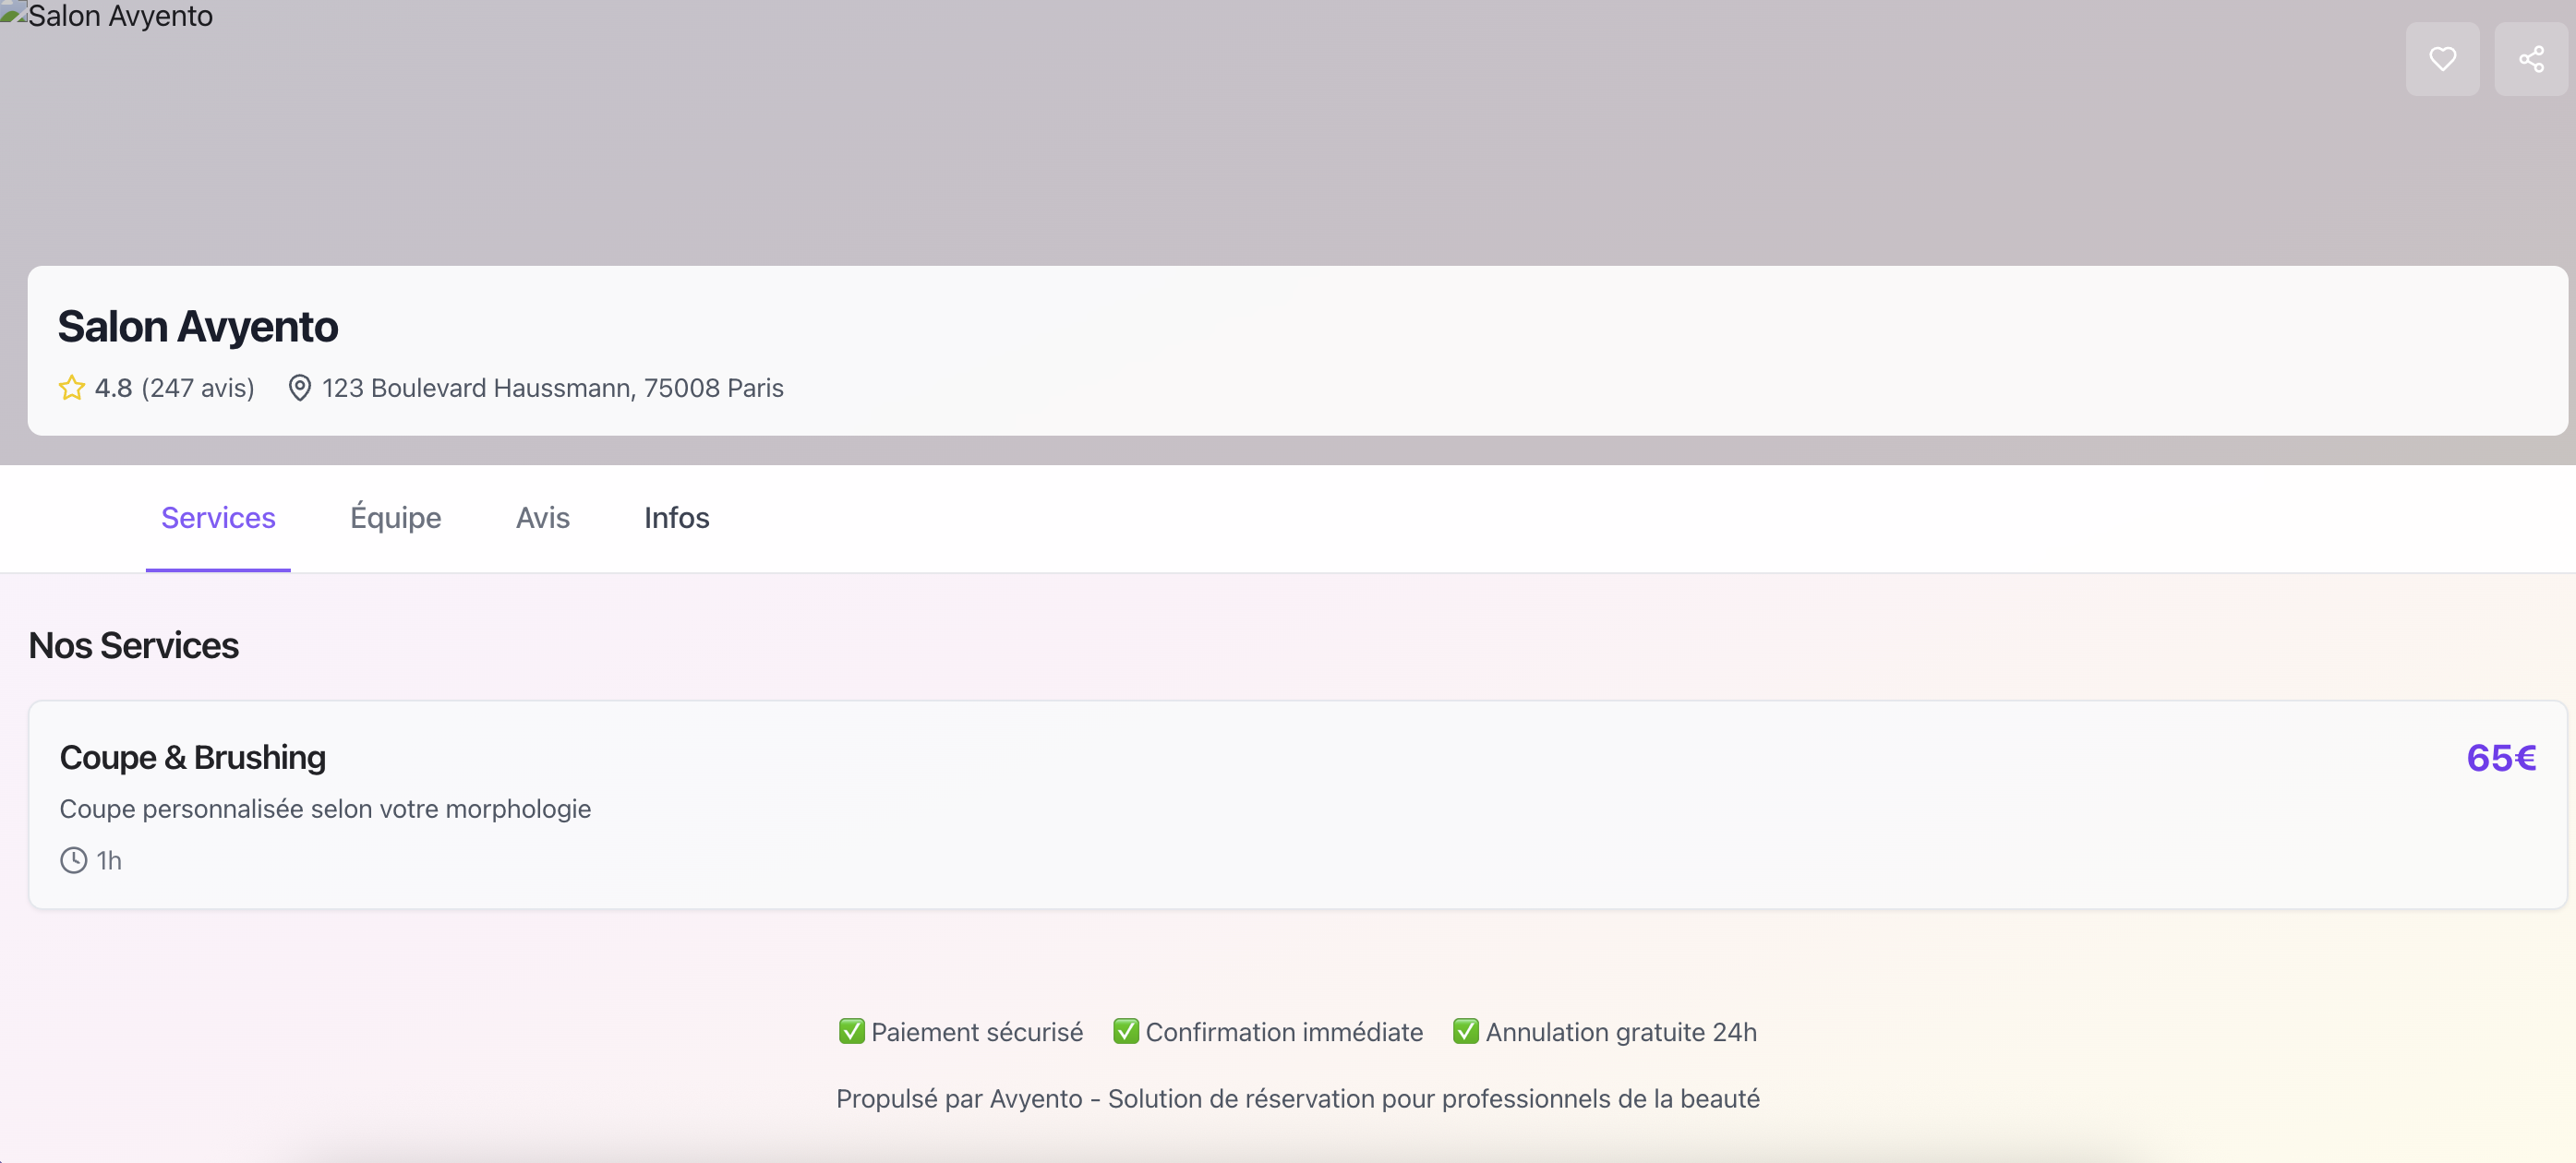 Salon Avyento
Salon Avyento
4.8 (247 avis) 123 Boulevard Haussmann, 75008 Paris
Services Équipe Avis Infos
Nos Services
Coupe & Brushing 65€
Coupe personnalisée selon votre morphologie
1h
✅ Paiement sécurisé ✅ Confirmation immédiate ✅ Annulation gratuite 24h
Propulsé par Avyento - Solution de réservation pour professionnels de la beauté